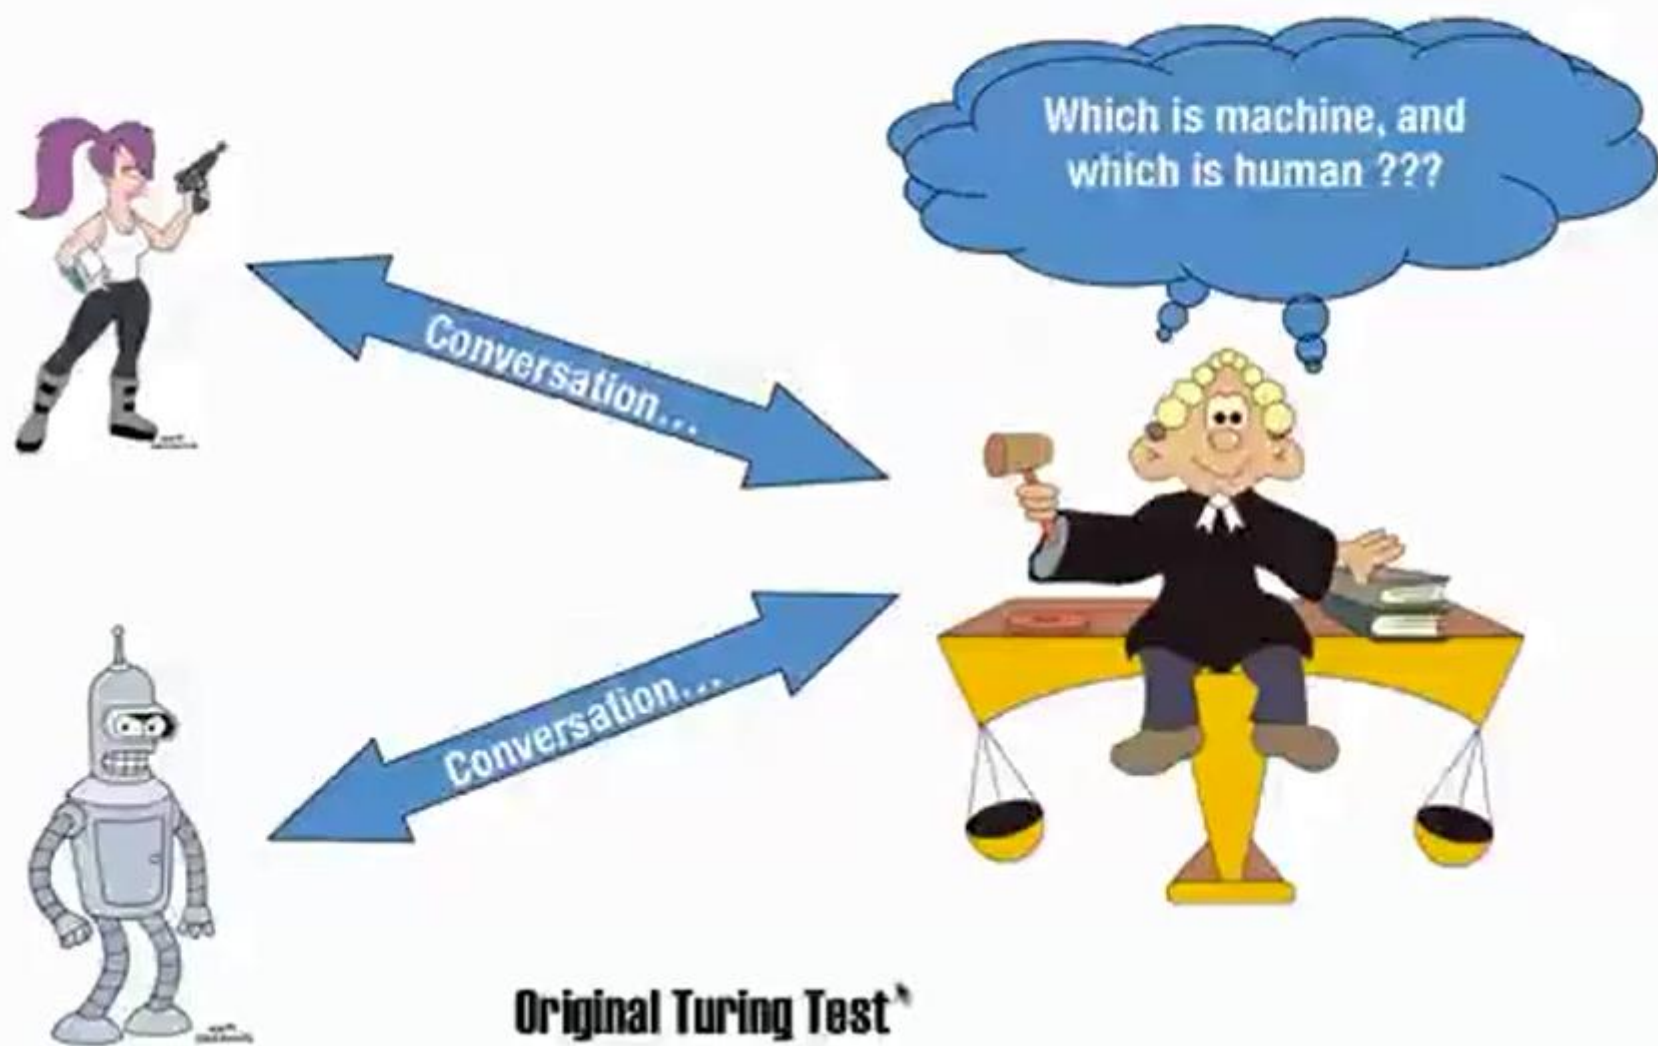 Which is machine, and
which is human ???
Conversation...
Conversation...
Original Turing Test